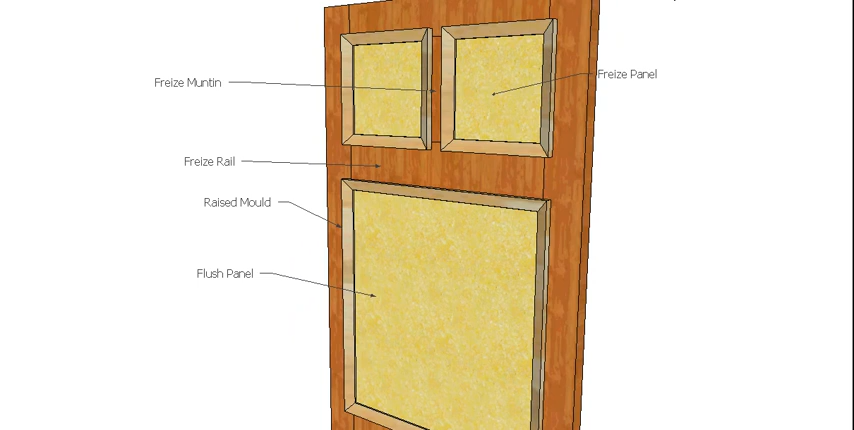 Freize Muntin
Freize Panel
Freize Rail
Raised Mould
Flush Panel